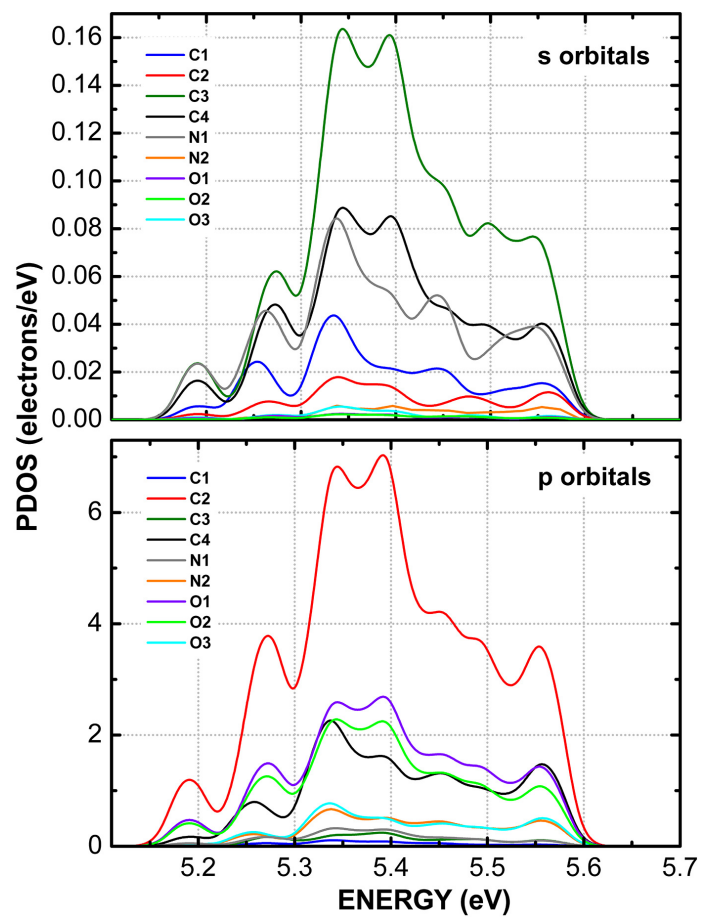 0.16
0.14
0.12
0.10
0.08
0.06
0.04
0.02
0.00
s orbitals
C1
C2
C3
C4
N1
N2
O1
O2
O3
PDOS (electrons/eV)
6
4
2
0
p orbitals
C1
C2
C3
C4
N1
N2
O1
O2
O3
5.2 5.3 5.4 5.5 5.6 5.7
ENERGY (eV)